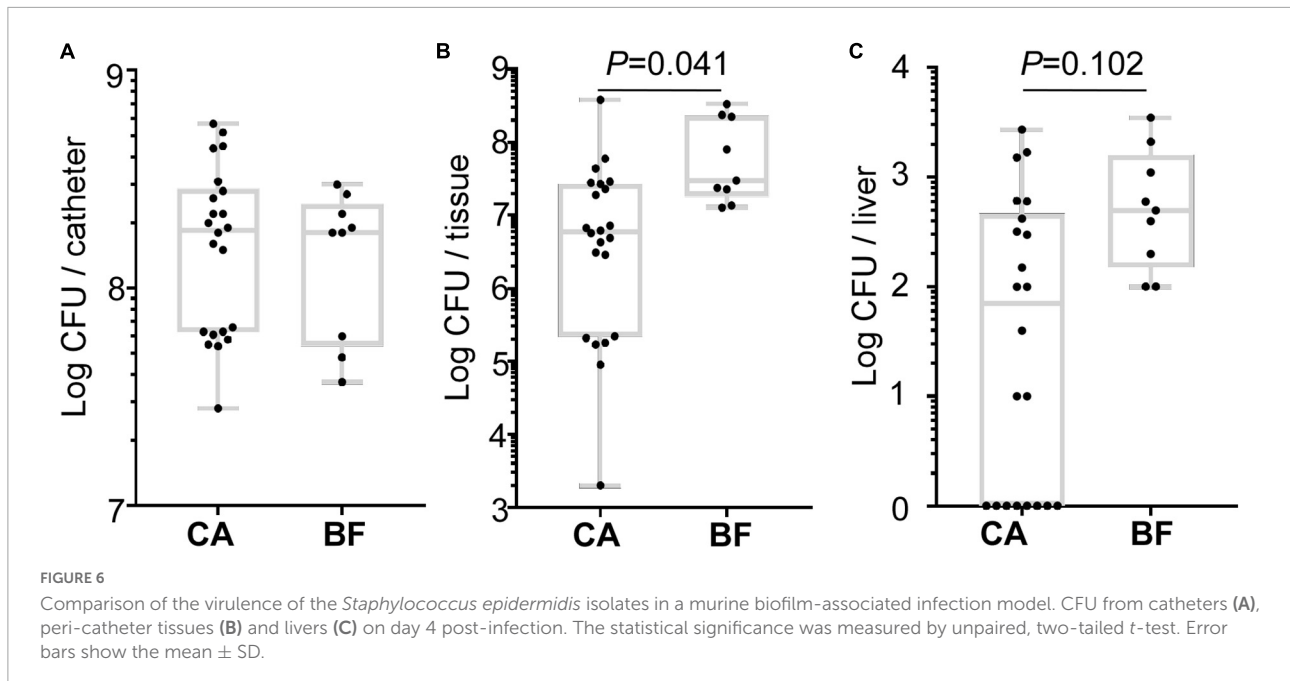 A
9
8
7
Log CFU / catheter
CA BF
B
P=0.041
9
8
7
6
5
4
3
Log CFU / tissue
CA BF
C
P=0.102
4
3
2
1
0
Log CFU / liver
CA BF
FIGURE 6
Comparison of the virulence of the Staphylococcus epidermidis isolates in a murine biofilm-associated infection model. CFU from catheters (A),
peri-catheter tissues (B) and livers (C) on day 4 post-infection. The statistical significance was measured by unpaired, two-tailed t-test. Error
bars show the mean ± SD.